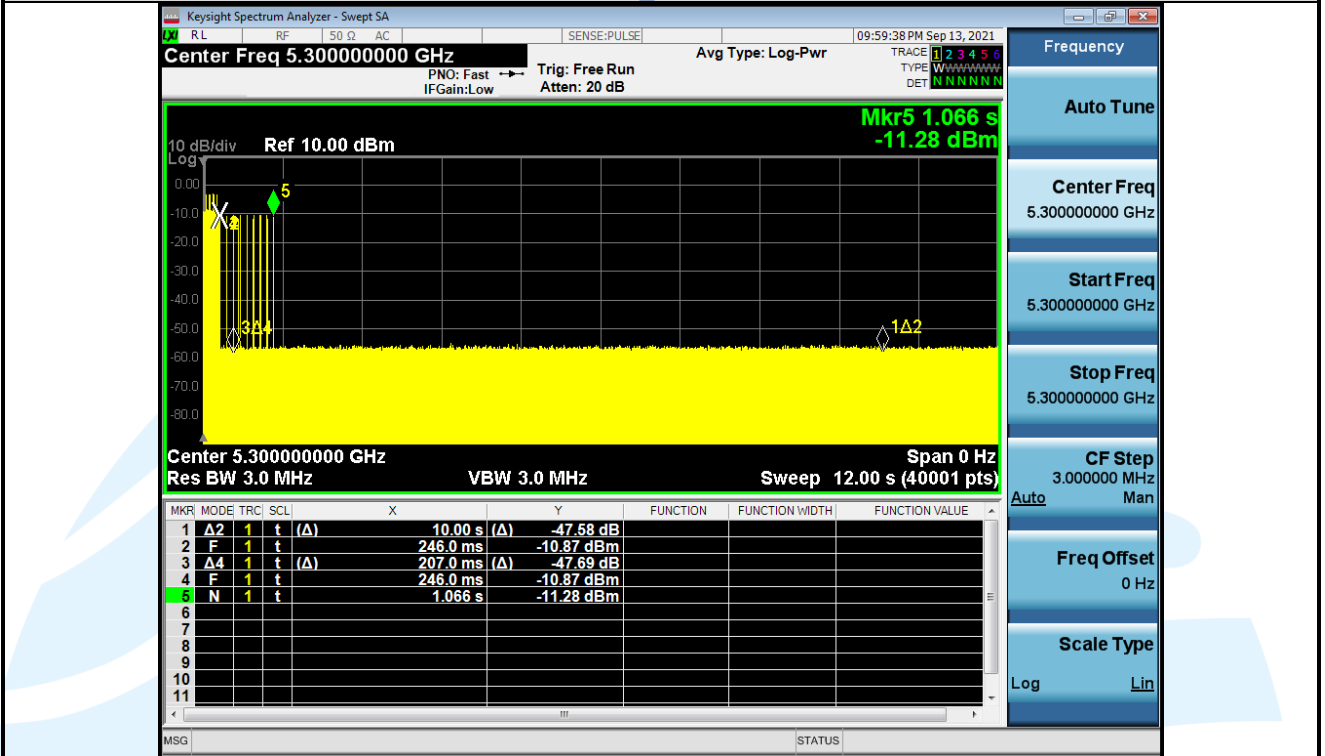 Keysight Spectrum Analyzer - Swept SA
LXI RL RF 50 Ω AC SENSE:PULSE 09:59:38 PM Sep 13, 2021
Center Freq 5.300000000 GHz
PNO: Fast
IFGain:Low
Trig: Free Run
Atten: 20 dB
Avg Type: Log-Pwr
TRACE 1 2 3 4 5 6
TYPE WWWWWW
DET N N N N N N
Mkr5 1.066 s
-11.28 dBm
10 dB/div Ref 10.00 dBm
Log
0.00
-10.0
-20.0
-30.0
-40.0
-50.0
-60.0
-70.0
-80.0
5
2
3Δ4
1Δ2
Center 5.300000000 GHz Span 0 Hz
Res BW 3.0 MHz VBW 3.0 MHz Sweep 12.00 s (40001 pts)
MKR MODE TRC SCL X Y FUNCTION FUNCTION WIDTH FUNCTION VALUE
1 Δ2 1 t (Δ) 10.00 s (Δ) -47.58 dB
2 F 1 t 246.0 ms -10.87 dBm
3 Δ4 1 t (Δ) 207.0 ms (Δ) -47.69 dB
4 F 1 t 246.0 ms -10.87 dBm
5 N 1 t 1.066 s -11.28 dBm
6
7
8
9
10
11
MSG STATUS
Frequency
Auto Tune
Center Freq
5.300000000 GHz
Start Freq
5.300000000 GHz
Stop Freq
5.300000000 GHz
CF Step
3.000000 MHz
Auto Man
Freq Offset
0 Hz
Scale Type
Log Lin